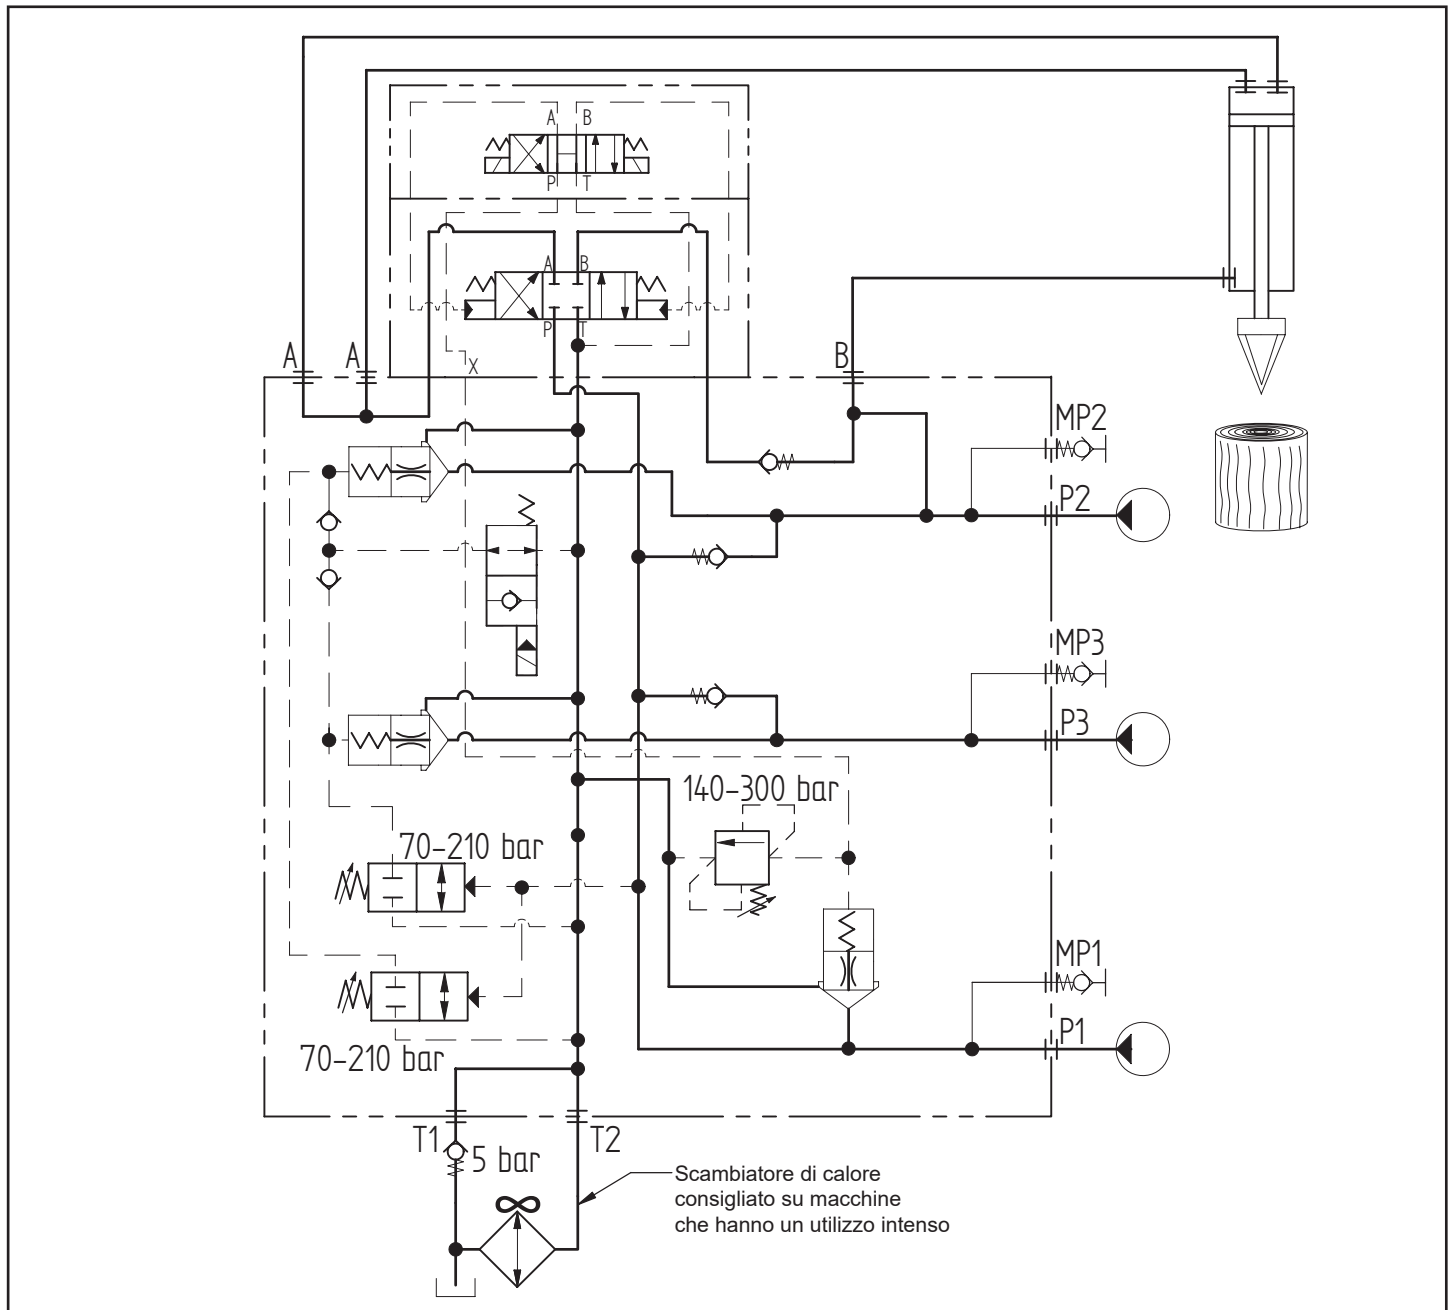 A B
P T
A B
P T
A A X B
MP2
P2
MP3
P3
140-300 bar
70-210 bar
MP1
P1
70-210 bar
T1 T2
5 bar
Scambiatore di calore
consigliato su macchine
che hanno un utilizzo intenso